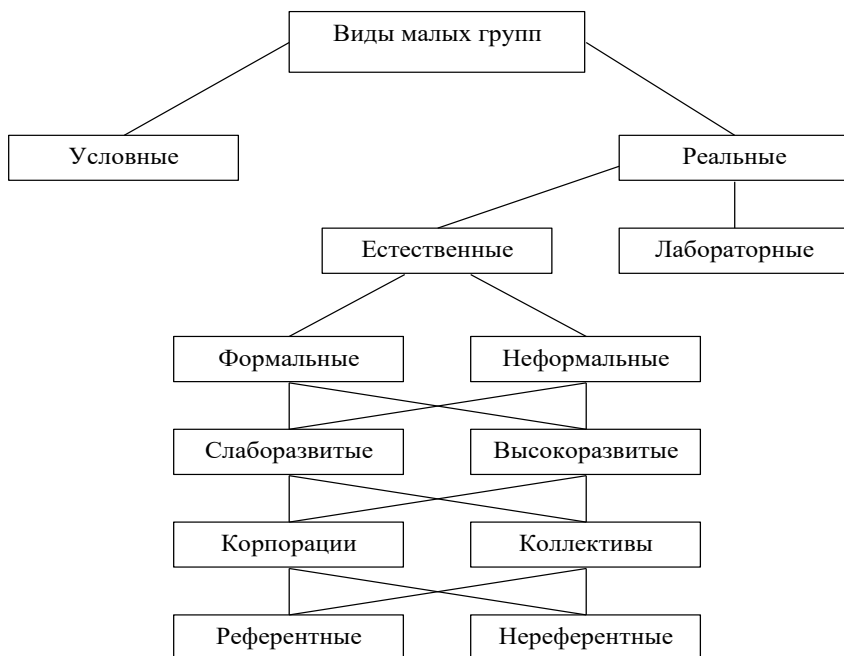 Виды малых групп
Условные
Реальные
Естественные
Лабораторные
Формальные
Неформальные
Слаборазвитые
Высокоразвитые
Корпорации
Коллективы
Референтные
Нереферентные